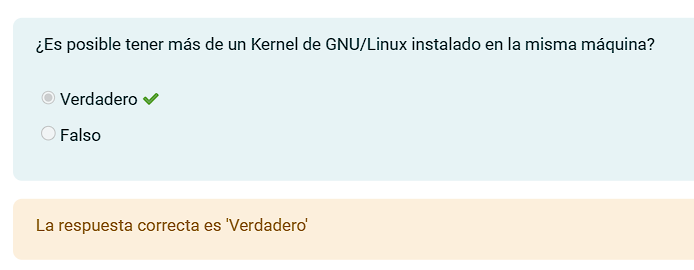 ¿Es posible tener más de un Kernel de GNU/Linux instalado en la misma máquina?
Verdadero
Falso
La respuesta correcta es 'Verdadero'